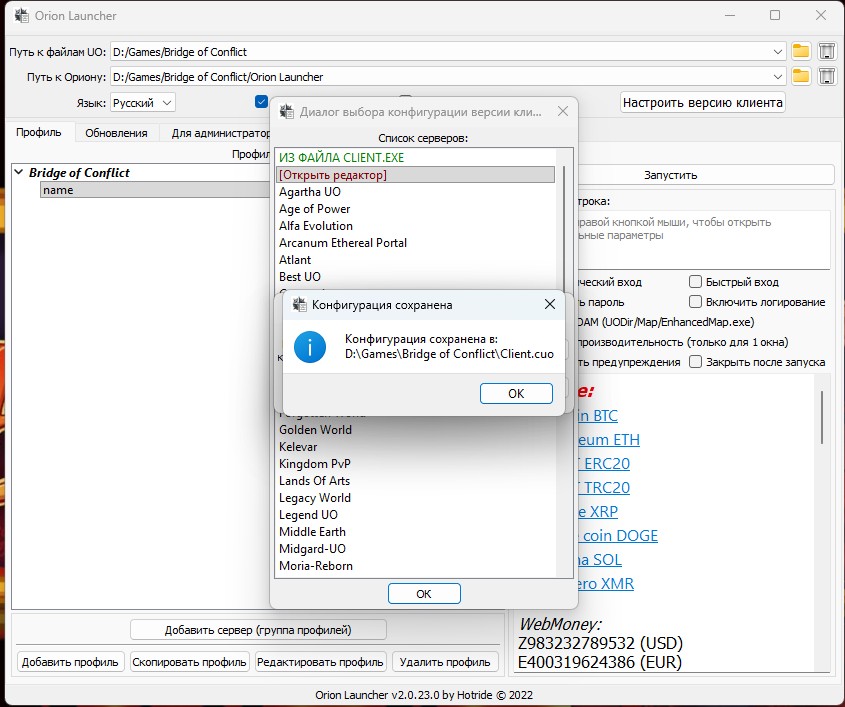 Orion Launcher
Путь к файлам UO: D:/Games/Bridge of Conflict
Путь к Ориону: D:/Games/Bridge of Conflict/Orion Launcher
Язык: Русский
Настроить версию клиента
Профиль
Обновления
Для администратор
Профил
Bridge of Conflict
name
Диалог выбора конфигурации версии кли...
Список серверов:
ИЗ ФАЙЛА CLIENT.EXE
[Открыть редактор]
Agartha UO
Age of Power
Alfa Evolution
Arcanum Ethereal Portal
Atlant
Best UO
Конфигурация сохранена
Конфигурация сохранена в:
D:\Games\Bridge of Conflict\Client.cuo
OK
Golden World
Kelevar
Kingdom PvP
Lands Of Arts
Legacy World
Legend UO
Middle Earth
Midgard-UO
Moria-Reborn
OK
Запустить
трока:
равой кнопкой мыши, чтобы открыть
ьные параметры
ический вход
Быстрый вход
ь пароль
Включить логирование
DAM (UODir/Map/EnhancedMap.exe)
производительность (только для 1 окна)
ть предупреждения
Закрыть после запуска
e:
in BTC
eum ETH
T ERC20
T TRC20
e XRP
e coin DOGE
na SOL
ero XMR
WebMoney:
Z983232789532 (USD)
E400319624386 (EUR)
Добавить сервер (группа профилей)
Добавить профиль
Скопировать профиль
Редактировать профиль
Удалить профиль
Orion Launcher v2.0.23.0 by Hotride © 2022